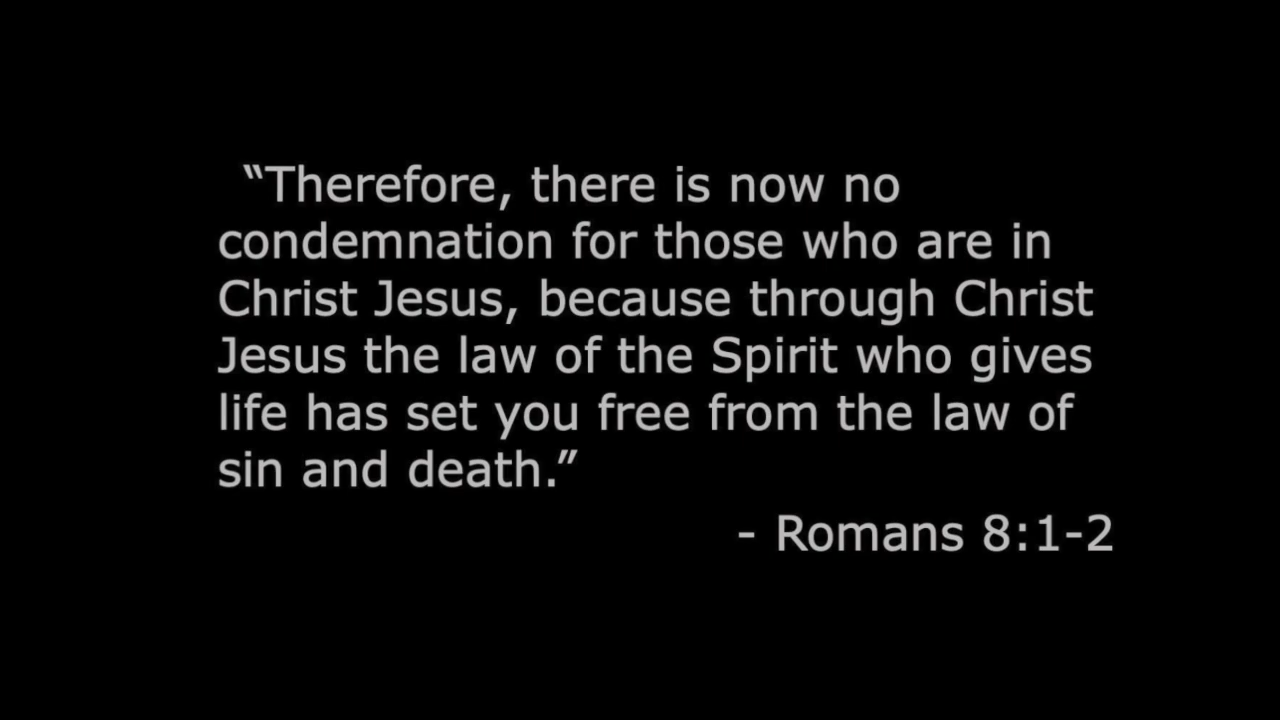 “Therefore, there is now no
condemnation for those who are in
Christ Jesus, because through Christ
Jesus the law of the Spirit who gives
life has set you free from the law of
sin and death.”
- Romans 8:1-2